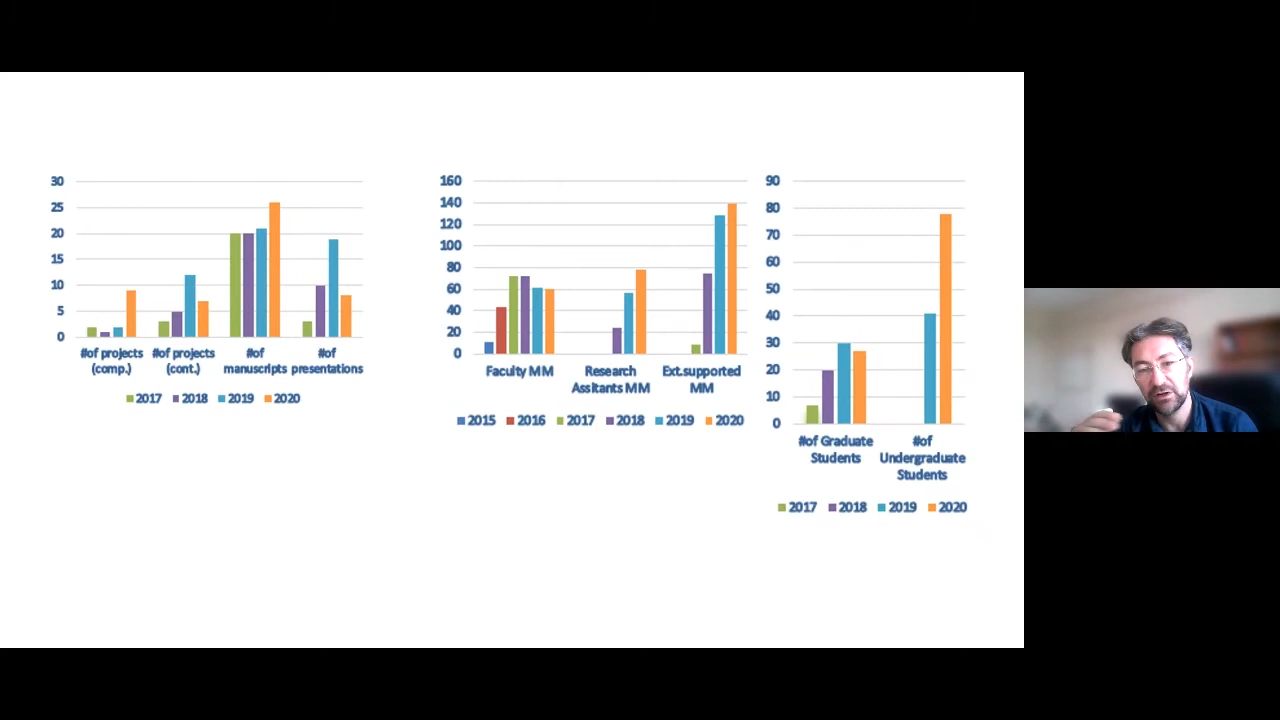 30
25
20
15
10
5
0
#of projects (comp.)
#of projects (cont.)
#of manuscripts
#of presentations
2017 2018 2019 2020
160
140
120
100
80
60
40
20
0
Faculty MM
Research Assitants MM
Ext.supported MM
2015 2016 2017 2018 2019 2020
90
80
70
60
50
40
30
20
10
0
#of Graduate Students
#of Undergraduate Students
2017 2018 2019 2020